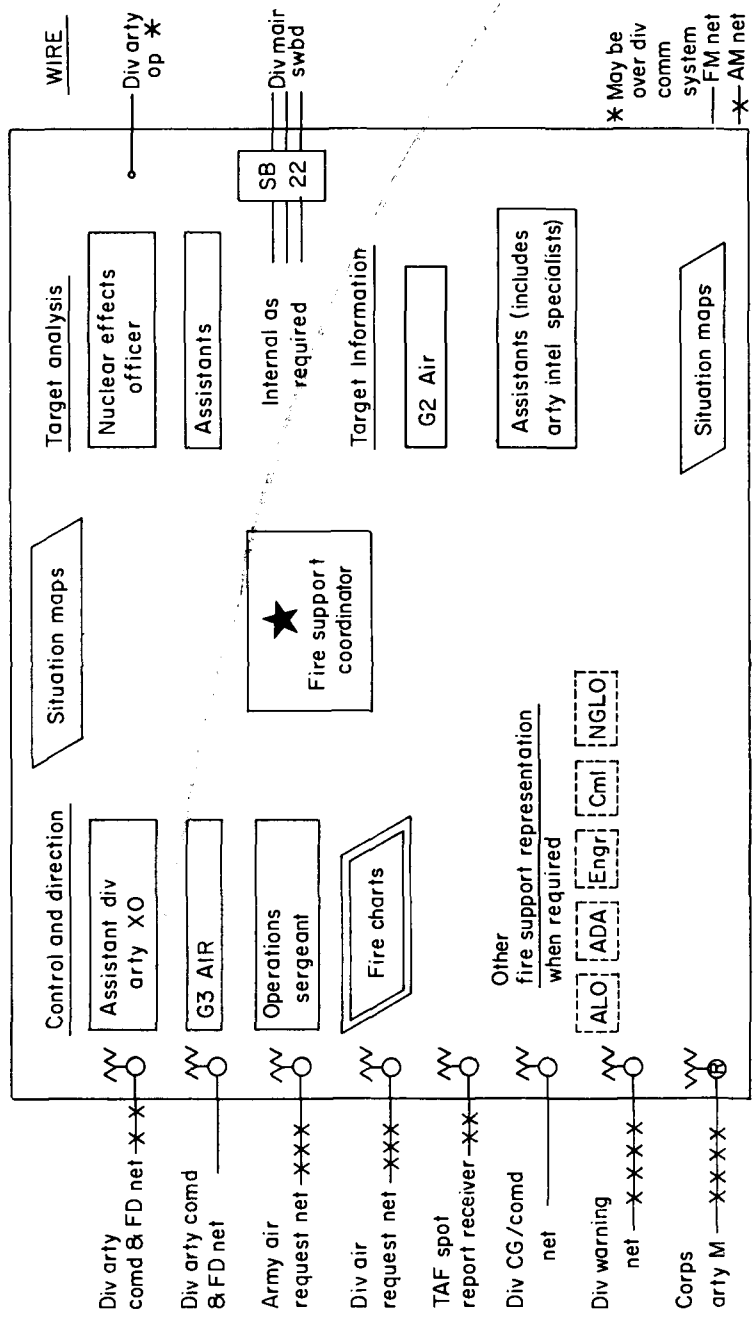 Situation maps
Control and direction
Assistant div
arty XO
G3 AIR
Operations
sergeant
Fire charts
Other
fire support representation
when required
ALO
ADA
Engr
Cml
NGLO
Fire support
coordinator
Target analysis
Nuclear effects
officer
Assistants
Internal as
required
SB
22
Target Information
G2 Air
Assistants (includes
arty intel specialists)
Situation maps
WIRE
Div arty
op *
Div mair
swbd
* May be
over div
comm
system
FM net
AM net
Div arty
comd & FD net
Div arty comd
& FD net
Army air
request net
Div air
request net
TAF spot
report receiver
Div CG/comd
net
Div warning
net
Corps
arty M
R